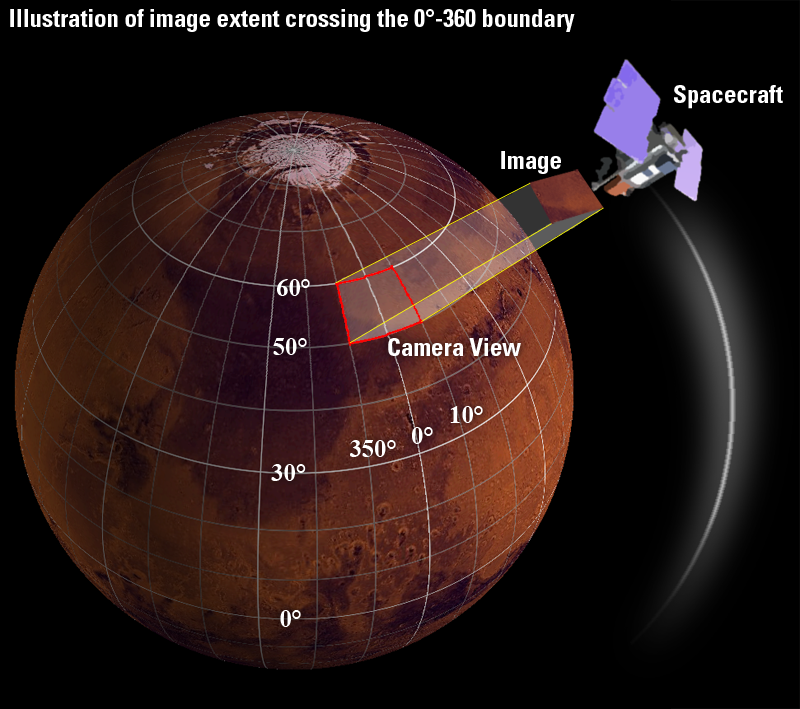 Illustration of image extent crossing the 0°-360 boundary
Spacecraft
Image
60°
50°
Camera View
10°
0°
350°
30°
0°